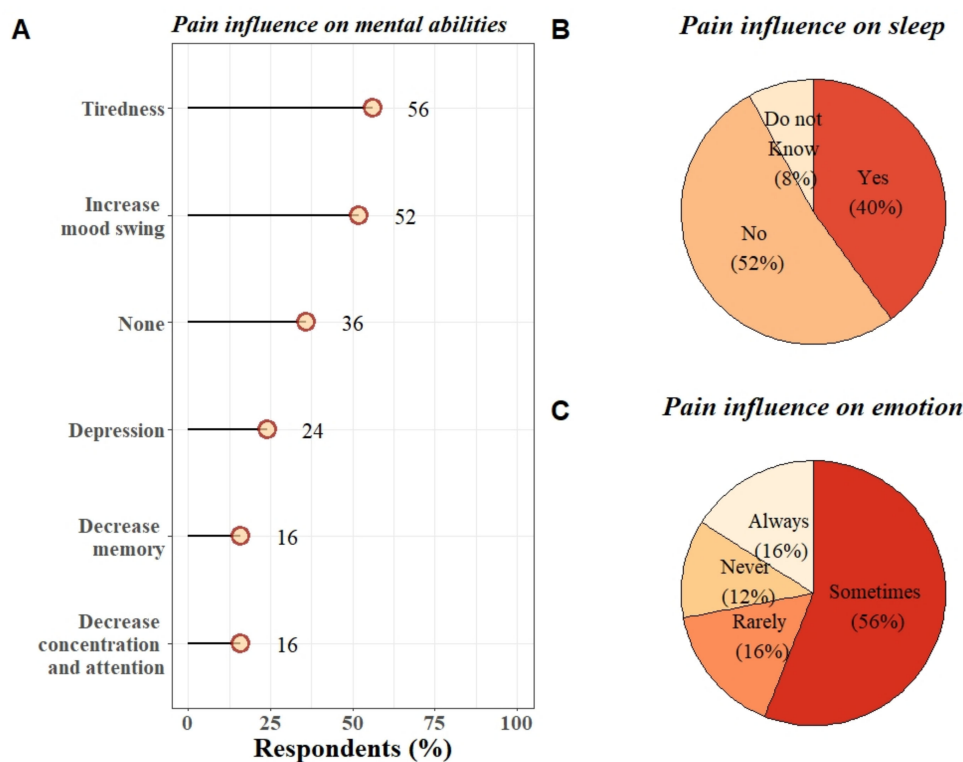 A
Pain influence on mental abilities
Tiredness
56
Increase
mood swing
52
None
36
Depression
24
Decrease
memory
16
Decrease
concentration
and attention
16
0
25
50
75
100
Respondents (%)
B
Pain influence on sleep
Do not
Know
(8%)
Yes
(40%)
No
(52%)
C
Pain influence on emotion
Always
(16%)
Never
(12%)
Rarely
(16%)
Sometimes
(56%)